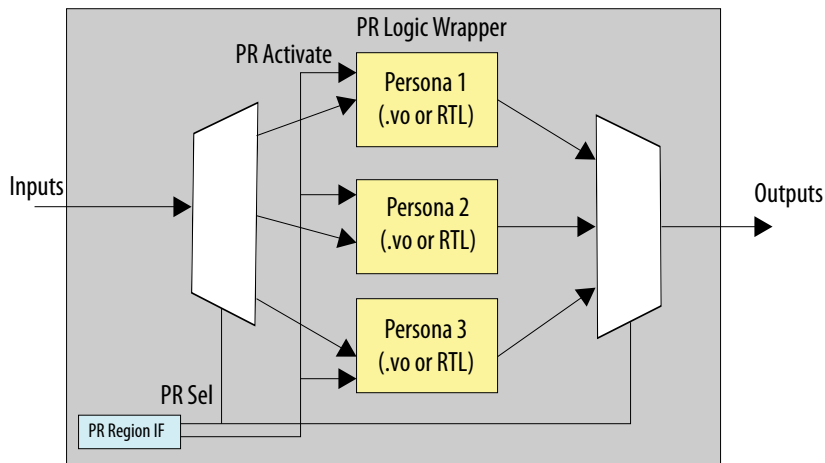 PR Logic Wrapper
PR Activate
Persona 1
(.vo or RTL)
Inputs
Persona 2
(.vo or RTL)
Outputs
Persona 3
(.vo or RTL)
PR Sel
PR Region IF